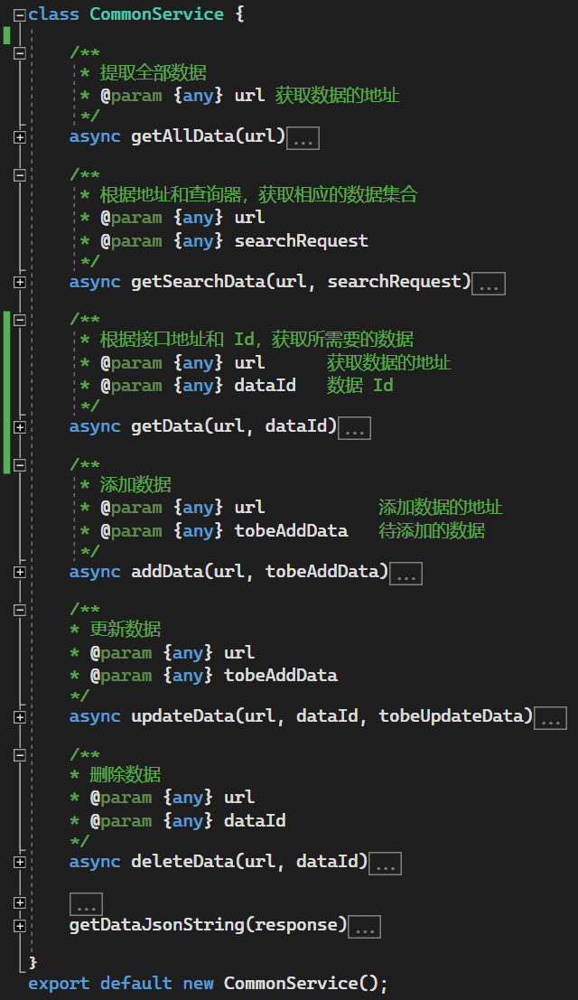 class CommonService {
/**
* 提取全部数据
* @param {any} url 获取数据的地址
*/
async getAllData(url)...
/**
* 根据地址和查询器，获取相应的数据集合
* @param {any} url
* @param {any} searchRequest
*/
async getSearchData(url, searchRequest)...
/**
* 根据接口地址和 Id，获取所需要的数据
* @param {any} url 获取数据的地址
* @param {any} dataId 数据 Id
*/
async getData(url, dataId)...
/**
* 添加数据
* @param {any} url 添加数据的地址
* @param {any} tobeAddData 待添加的数据
*/
async addData(url, tobeAddData)...
/**
* 更新数据
* @param {any} url
* @param {any} tobeAddData
*/
async updateData(url, dataId, tobeUpdateData)...
/**
* 删除数据
* @param {any} url
* @param {any} dataId
*/
async deleteData(url, dataId)...
...
getDataJsonString(response)...
}
export default new CommonService();